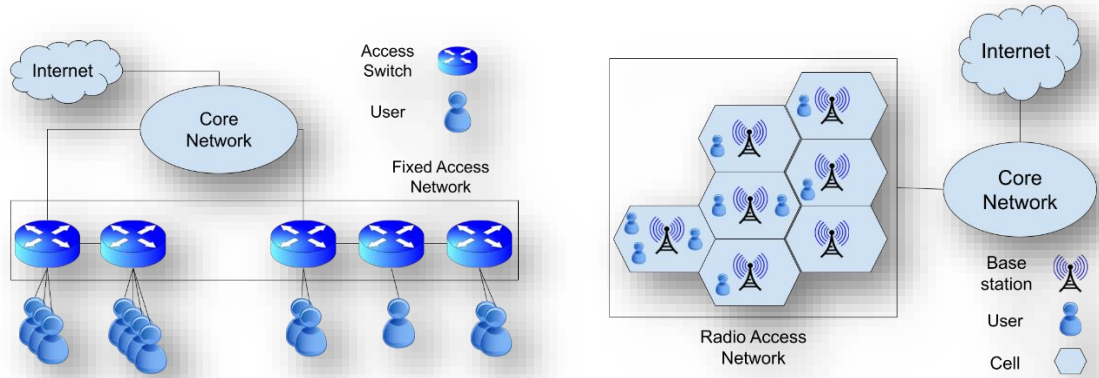 Internet
Core
Network
Access
Switch
User
Fixed Access
Network
Internet
Core
Network
Radio Access
Network
Base
station
User
Cell